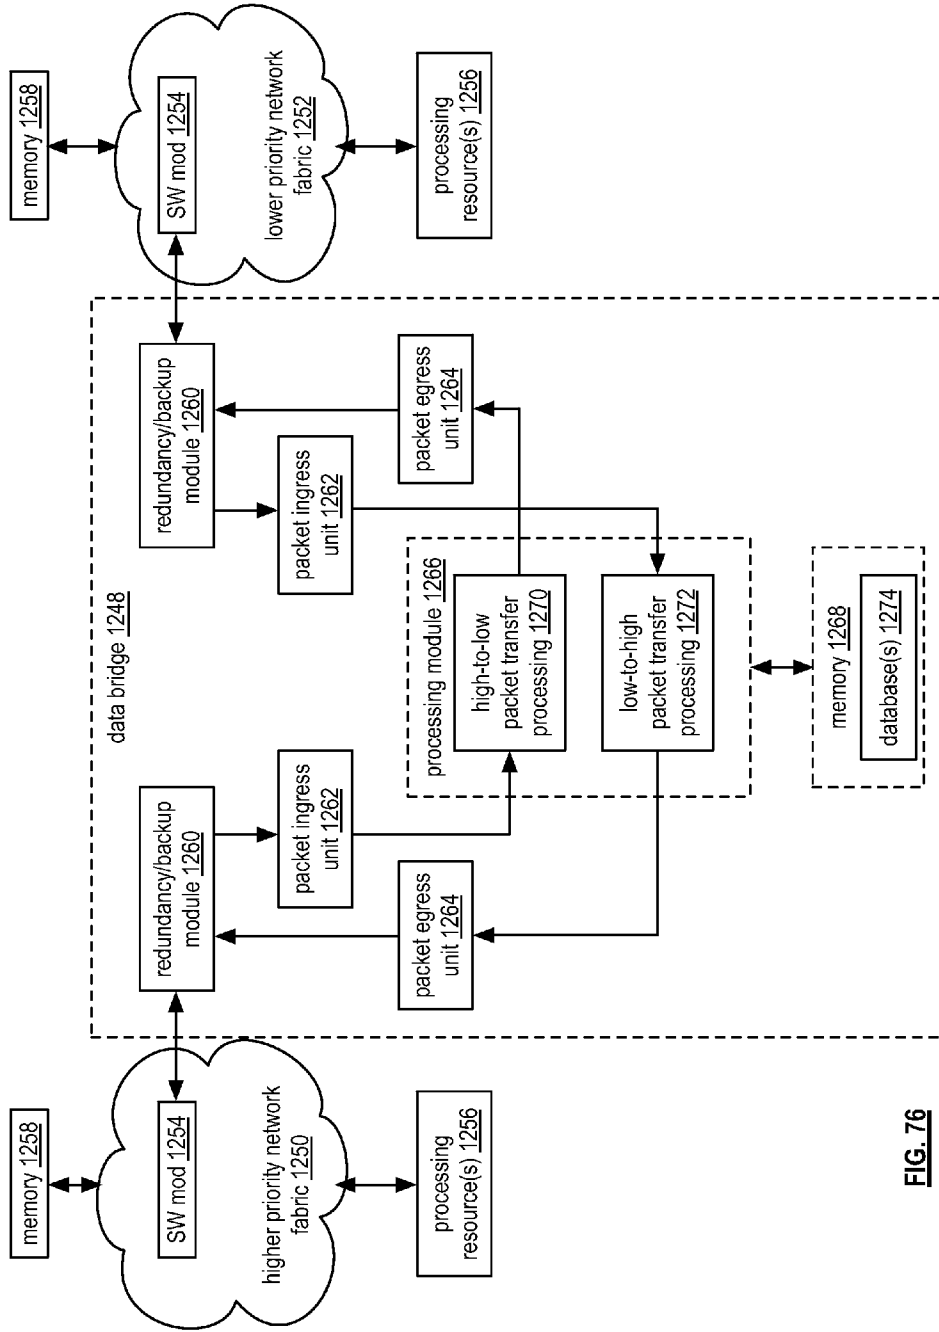 memory 1258
SW mod 1254
higher priority network
fabric 1250
processing
resource(s) 1256
data bridge 1248
redundancy/backup
module 1260
packet ingress
unit 1262
packet egress
unit 1264
processing module 1266
high-to-low
packet transfer
processing 1270
low-to-high
packet transfer
processing 1272
memory 1268
database(s) 1274
redundancy/backup
module 1260
packet ingress
unit 1262
packet egress
unit 1264
memory 1258
SW mod 1254
lower priority network
fabric 1252
processing
resource(s) 1256
FIG. 76